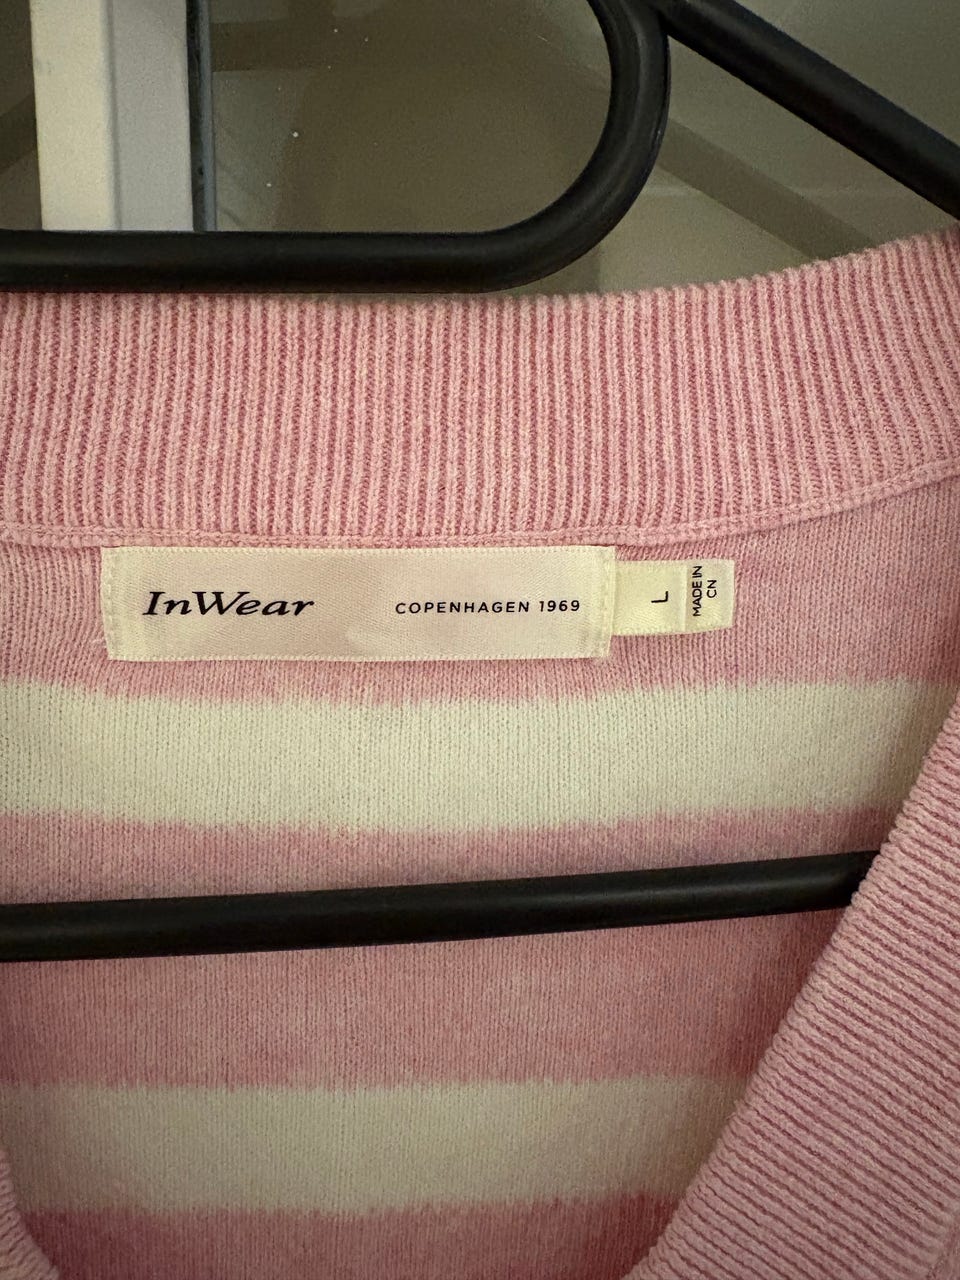 InWear COPENHAGEN 1969
L
MADE IN
CN